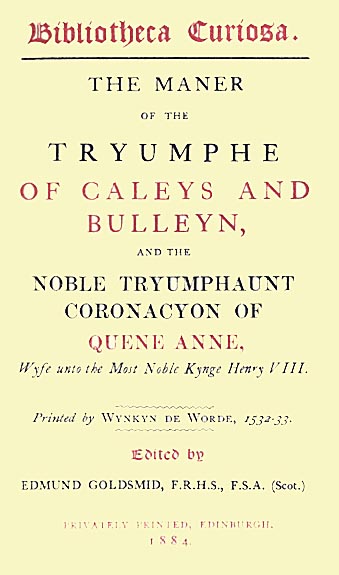 Bibliotheca Curiosa.
THE MANER
OF THE
TRYUMPHE
OF CALEYS AND
BULLEYN,
AND THE
NOBLE TRYUMPHAUNT
CORONACYON OF
QUENE ANNE,
Wyfe unto the Most Noble Kynge Henry VIII.
Printed by WYNKYN DE WORDE, 1532-33.
Edited by
EDMUND GOLDSMID, F.R.H.S., F.S.A. (Scot.)
PRIVATELY PRINTED, EDINBURGH.
1884.